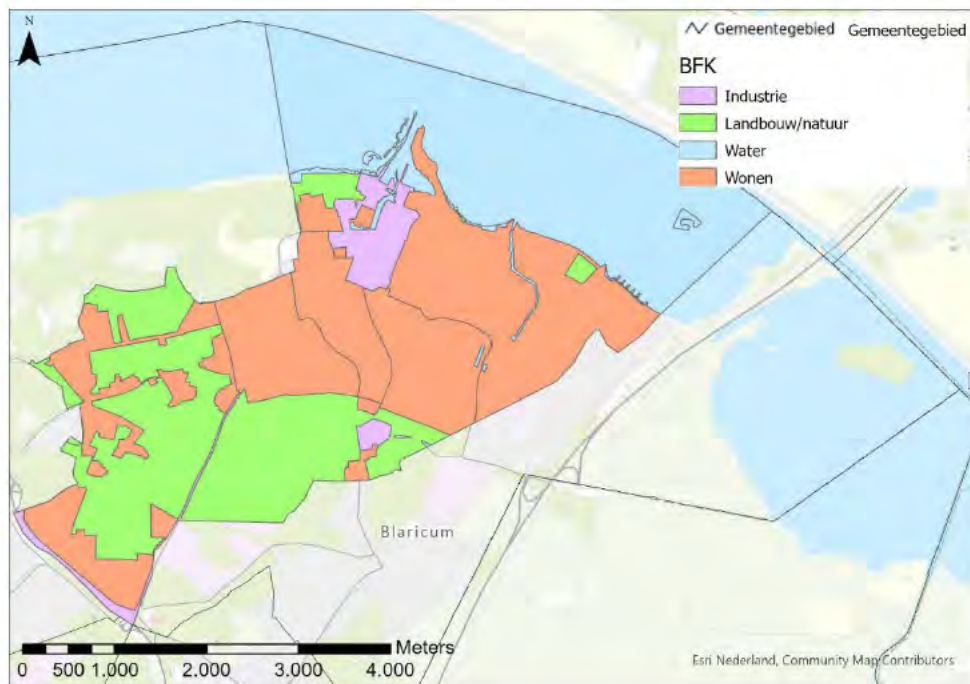 N
Gemeentegebied Gemeentegebied
BFK
Industrie
Landbouw/natuur
Water
Wonen
Blaricum
Meters
0 500 1.000 2.000 3.000 4.000
Esri Nederland, Community Map Contributors